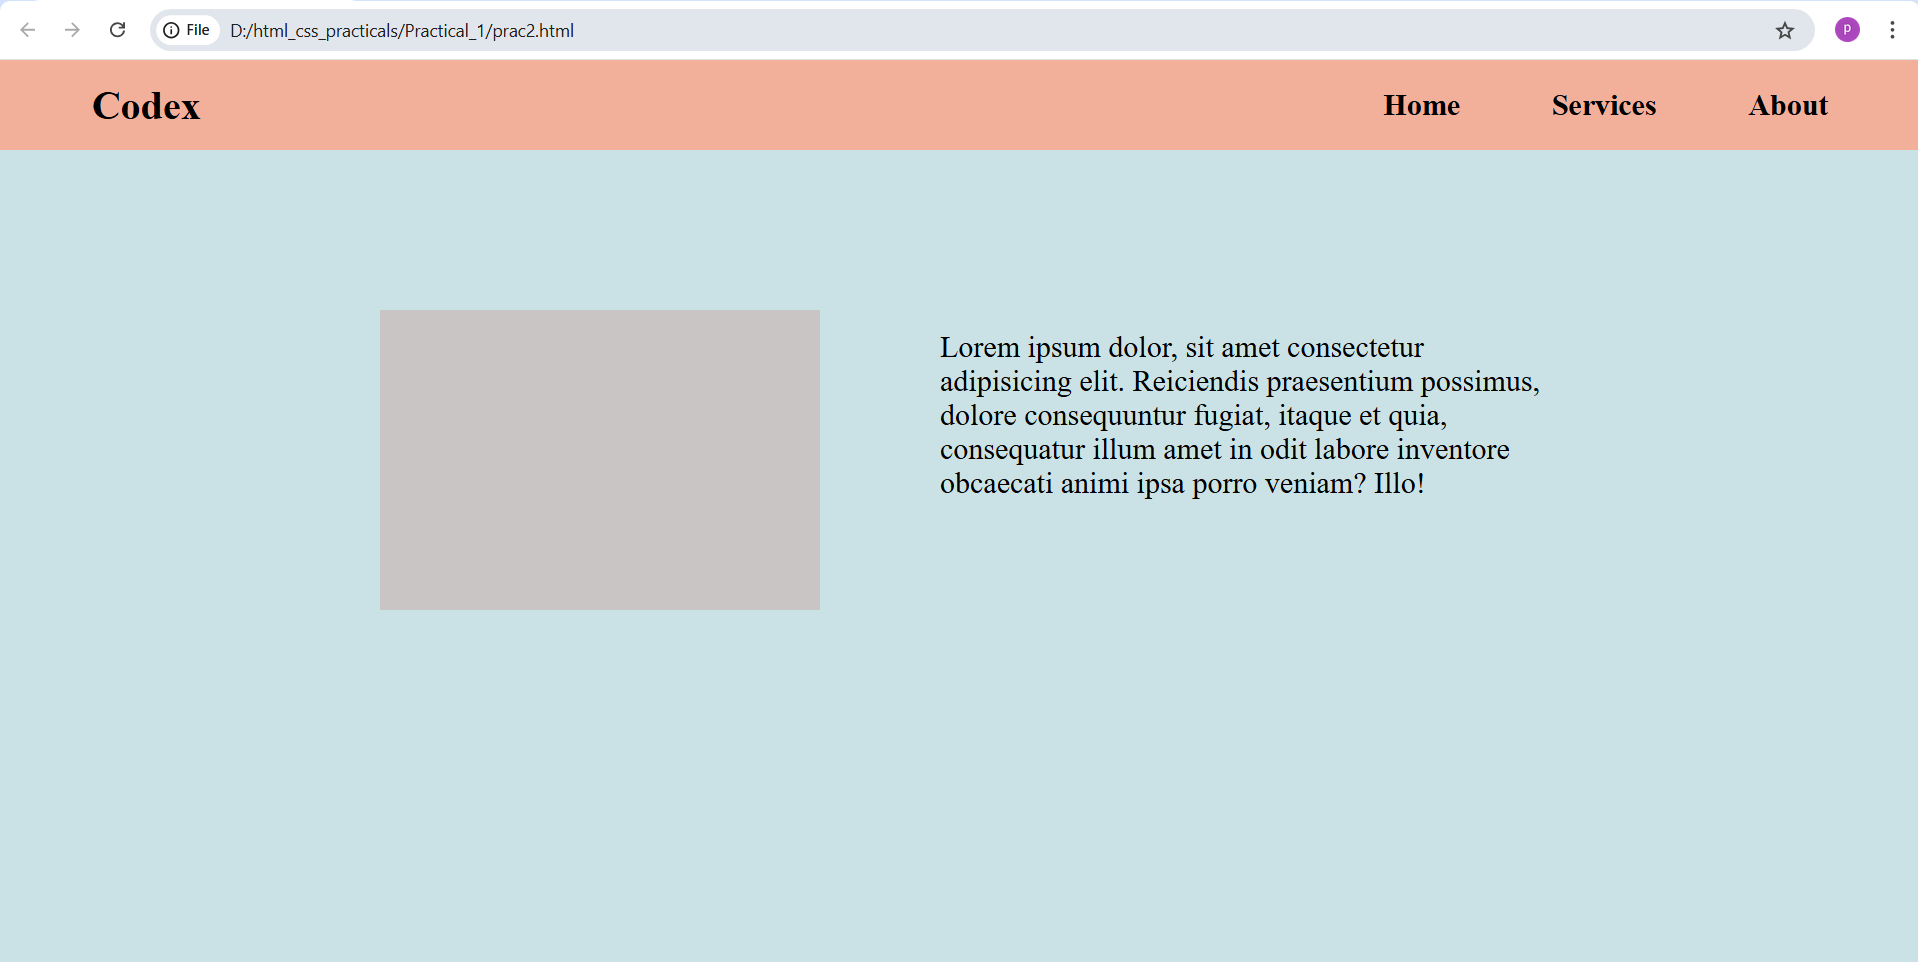 File D:/html_css_practicals/Practical_1/prac2.html
p
Codex Home Services About
Lorem ipsum dolor, sit amet consectetur
adipisicing elit. Reiciendis praesentium possimus,
dolore consequuntur fugiat, itaque et quia,
consequatur illum amet in odit labore inventore
obcaecati animi ipsa porro veniam? Illo!